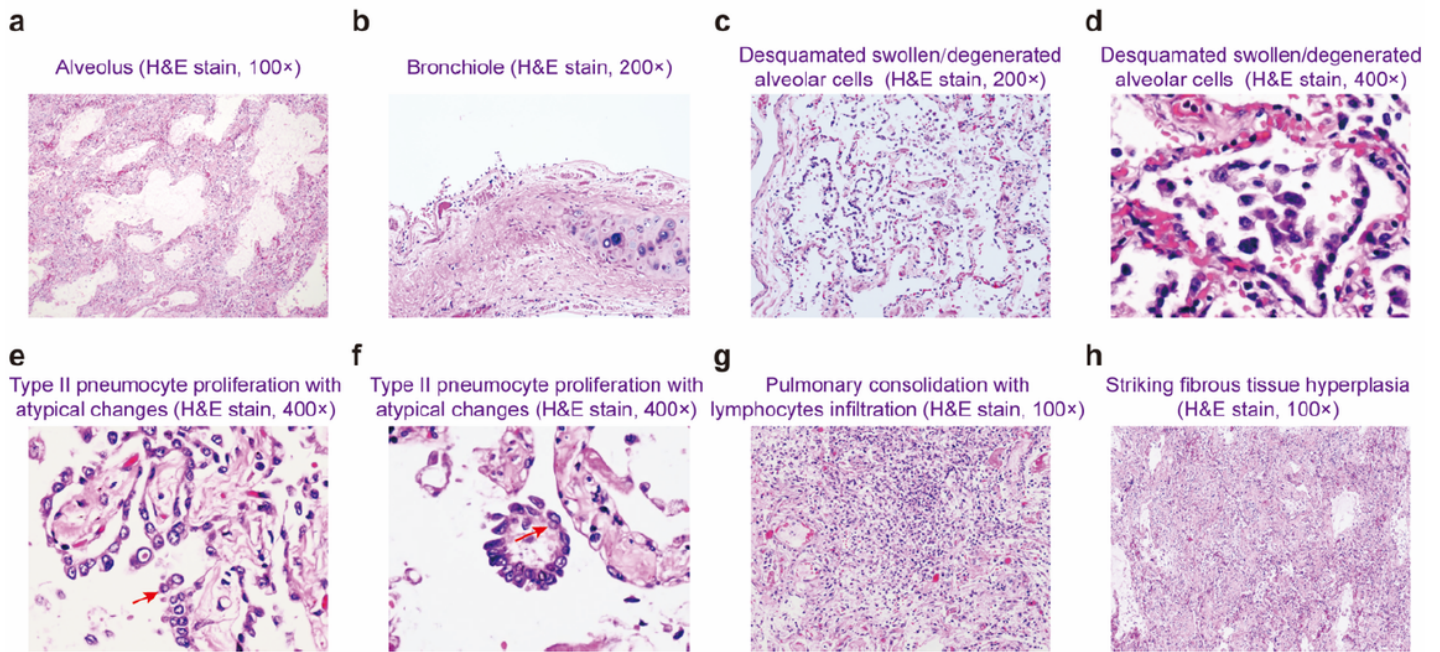 a
Alveolus (H&E stain, 100×)
b
Bronchiole (H&E stain, 200×)
c
Desquamated swollen/degenerated
alveolar cells (H&E stain, 200×)
d
Desquamated swollen/degenerated
alveolar cells (H&E stain, 400×)
e
Type II pneumocyte proliferation with
atypical changes (H&E stain, 400×)
f
Type II pneumocyte proliferation with
atypical changes (H&E stain, 400×)
g
Pulmonary consolidation with
lymphocytes infiltration (H&E stain, 100×)
h
Striking fibrous tissue hyperplasia
(H&E stain, 100×)